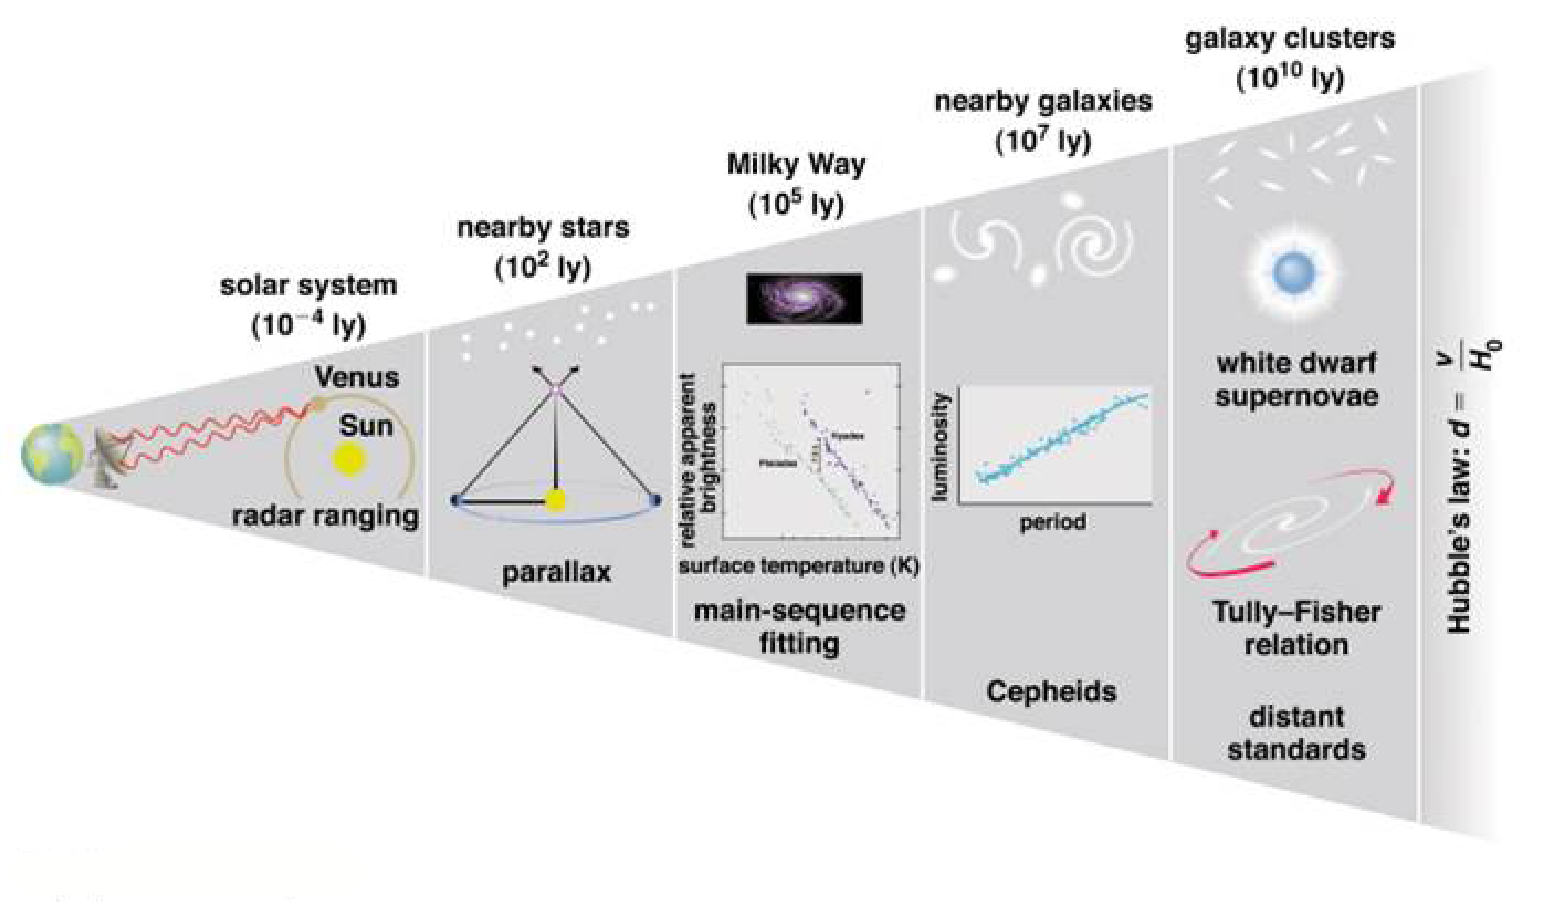 solar system
(10⁻⁴ ly)
Venus
Sun
radar ranging
nearby stars
(10² ly)
parallax
Milky Way
(10⁵ ly)
relative apparent
brightness
Hyades
Pleiades
surface temperature (K)
main-sequence
fitting
nearby galaxies
(10⁷ ly)
luminosity
period
Cepheids
galaxy clusters
(10¹⁰ ly)
white dwarf
supernovae
Tully–Fisher
relation
distant
standards
Hubble's law: d = v/H₀